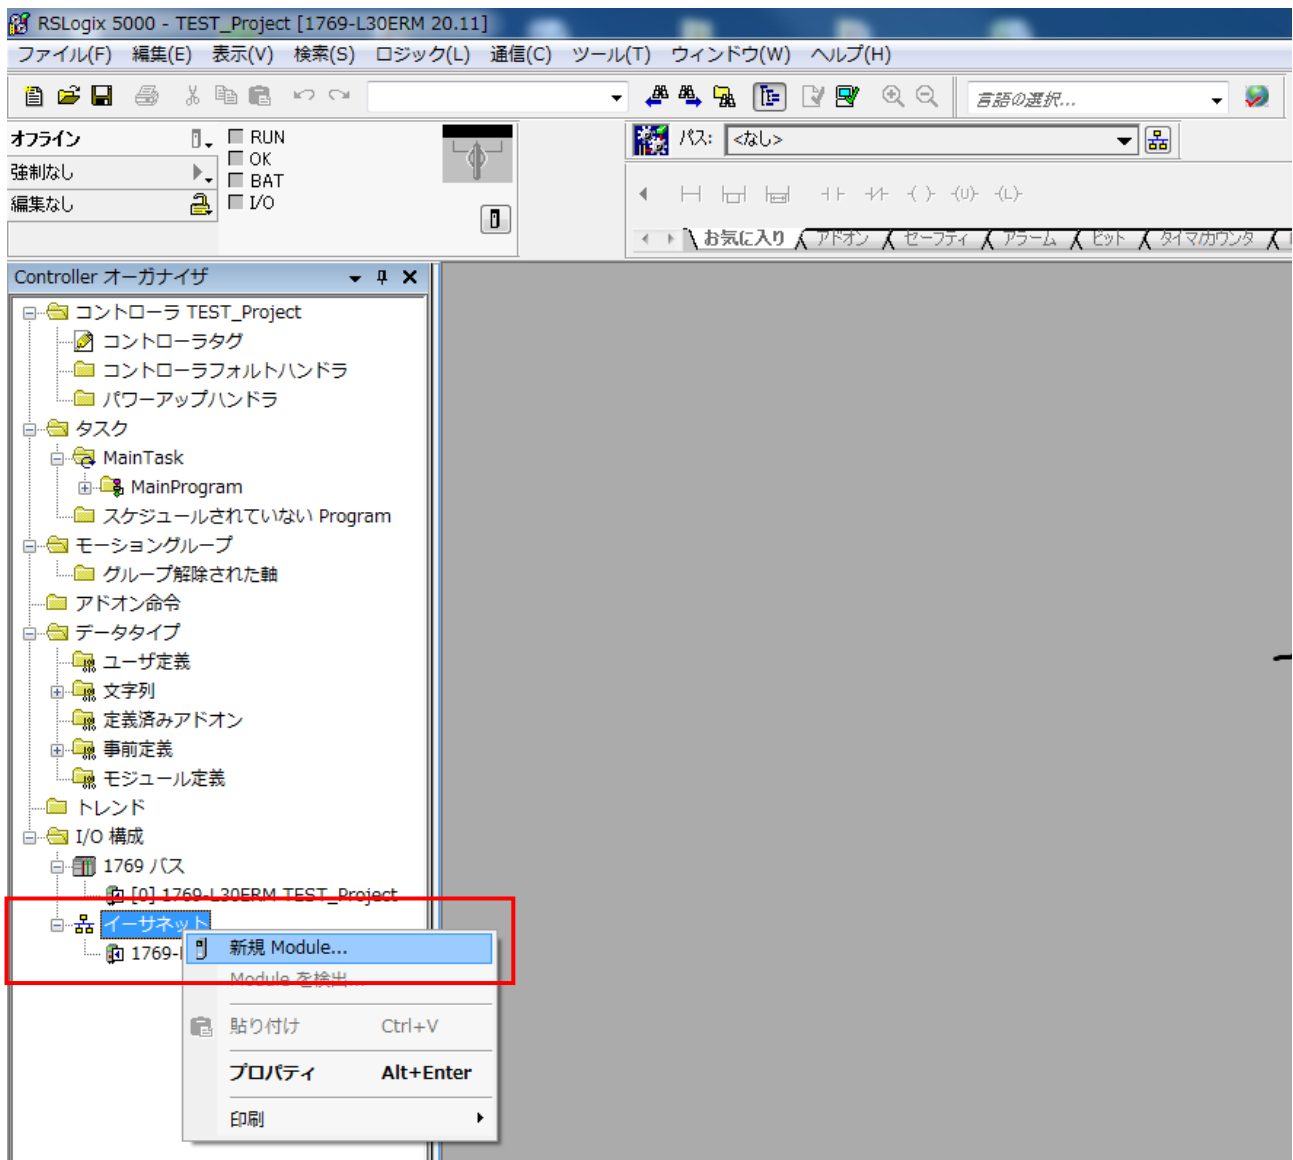 RSLogix 5000 - TEST_Project [1769-L30ERM 20.11]
ファイル(F) 編集(E) 表示(V) 検索(S) ロジック(L) 通信(C) ツール(T) ウィンドウ(W) ヘルプ(H)
言語の選択...
オフライン
RUN
OK
BAT
I/O
強制なし
編集なし
パス: <なし>
お気に入り アドオン セーフティ アラーム ビット タイマ/カウンタ
Controller オーガナイザ
コントローラ TEST_Project
コントローラタグ
コントローラフォルトハンドラ
パワーアップハンドラ
タスク
MainTask
MainProgram
スケジュールされていない Program
モーショングループ
グループ解除された軸
アドオン命令
データタイプ
ユーザ定義
文字列
定義済みアドオン
事前定義
モジュール定義
トレンド
I/O 構成
1769 バス
[0] 1769-L30ERM TEST_Project
イーサネット
1769-
新規 Module...
Module を検出...
貼り付け Ctrl+V
プロパティ Alt+Enter
印刷